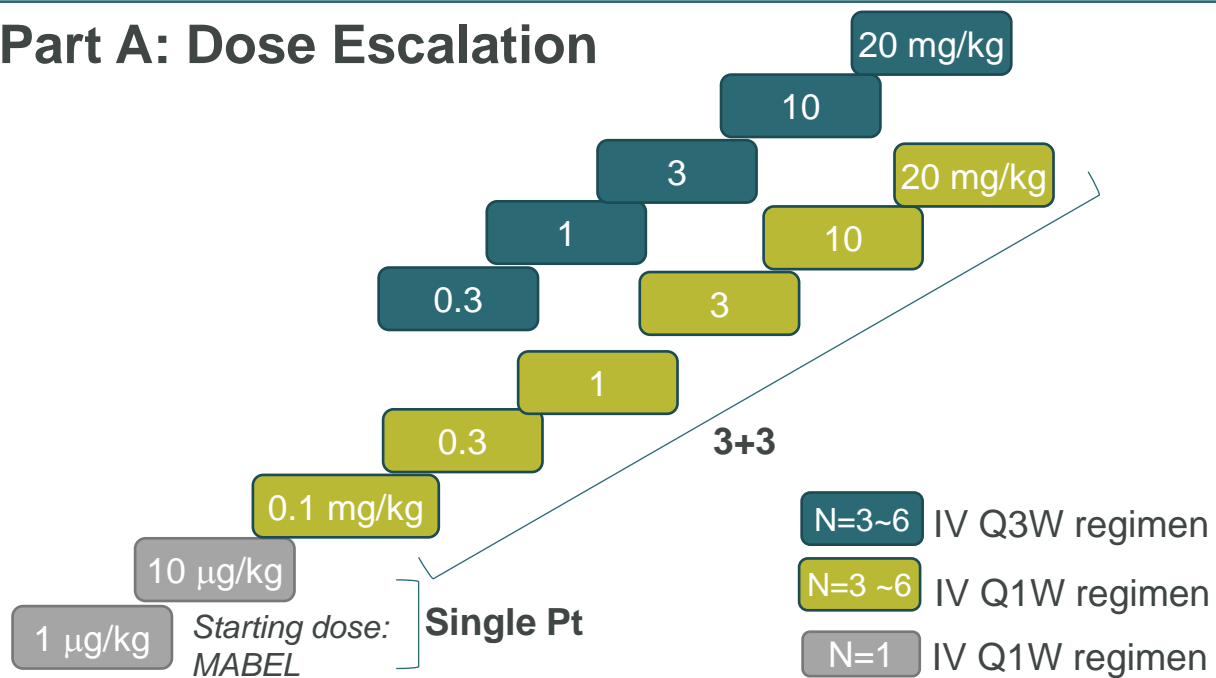 Part A: Dose Escalation
20 mg/kg
10
3
20 mg/kg
1
10
0.3
3
1
0.3
3+3
0.1 mg/kg
N=3~6 IV Q3W regimen
10 μg/kg
N=3 ~6 IV Q1W regimen
1 μg/kg
Starting dose:
MABEL
Single Pt
N=1 IV Q1W regimen